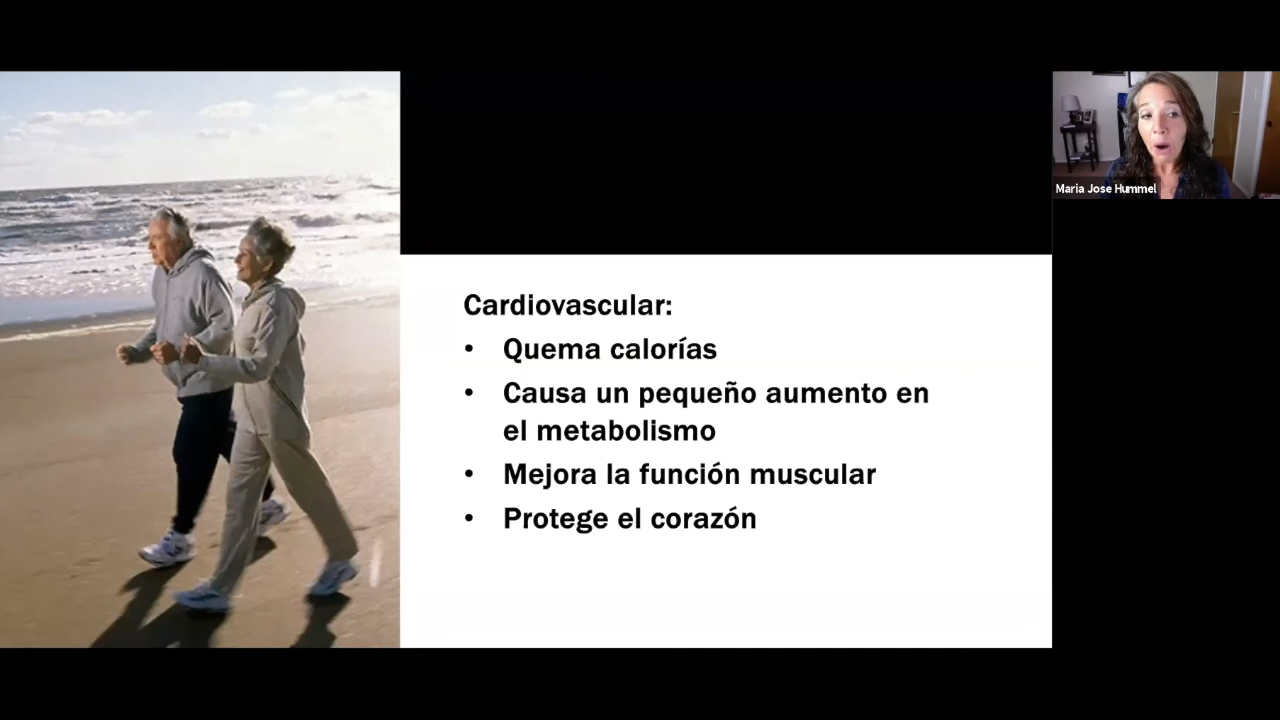 Cardiovascular:
• Quema calorías
• Causa un pequeño aumento en
el metabolismo
• Mejora la función muscular
• Protege el corazón
Maria Jose Hummel